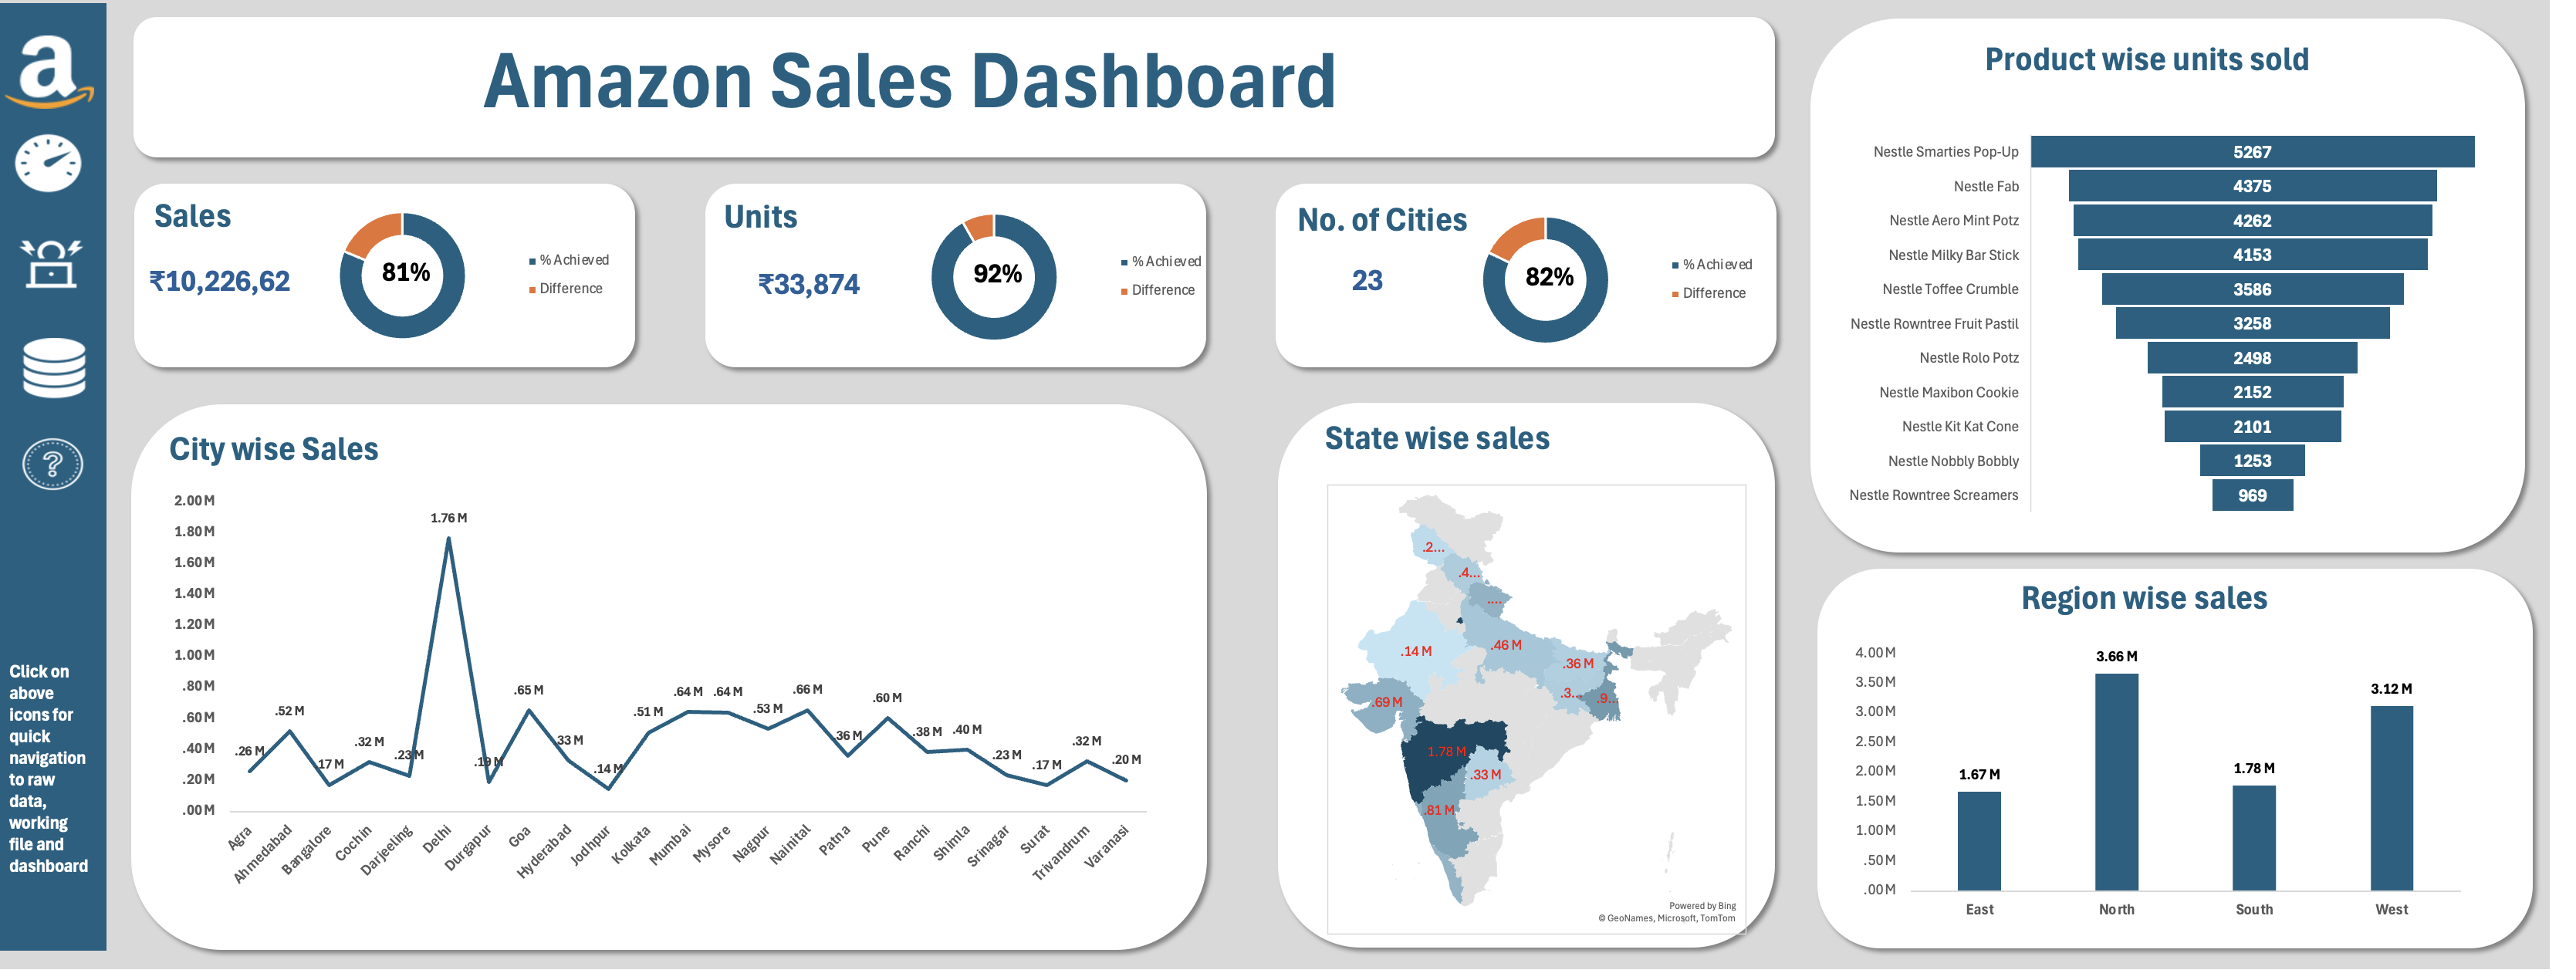 a
Amazon Sales Dashboard
Sales
₹10,226,62
81%
% Achieved
Difference
Units
₹33,874
92%
% Achieved
Difference
No. of Cities
23
82%
% Achieved
Difference
?
Click on
above
icons for
quick
navigation
to raw
data,
working
file and
dashboard
City wise Sales
2.00 M
1.80 M
1.60 M
1.40 M
1.20 M
1.00 M
.80 M
.60 M
.40 M
.20 M
.00 M
.26 M
.52 M
.17 M
.32 M
.23 M
1.76 M
.19 M
.65 M
.33 M
.14 M
.51 M
.64 M
.64 M
.53 M
.66 M
.36 M
.60 M
.38 M
.40 M
.23 M
.17 M
.32 M
.20 M
Agra
Ahmedabad
Bangalore
Cochin
Darjeeling
Delhi
Durgapur
Goa
Hyderabad
Jodhpur
Kolkata
Mumbai
Mysore
Nagpur
Nainital
Patna
Pune
Ranchi
Shimla
Srinagar
Surat
Trivandrum
Varanasi
State wise sales
.2...
.4...
....
.14 M
.46 M
.36 M
.3...
.9...
.69 M
1.78 M
.33 M
.81 M
Powered by Bing
© GeoNames, Microsoft, TomTom
Product wise units sold
Nestle Smarties Pop-Up 5267
Nestle Fab 4375
Nestle Aero Mint Potz 4262
Nestle Milky Bar Stick 4153
Nestle Toffee Crumble 3586
Nestle Rowntree Fruit Pastil 3258
Nestle Rolo Potz 2498
Nestle Maxibon Cookie 2152
Nestle Kit Kat Cone 2101
Nestle Nobbly Bobbly 1253
Nestle Rowntree Screamers 969
Region wise sales
4.00 M
3.50 M
3.00 M
2.50 M
2.00 M
1.50 M
1.00 M
.50 M
.00 M
1.67 M
3.66 M
1.78 M
3.12 M
East
North
South
West